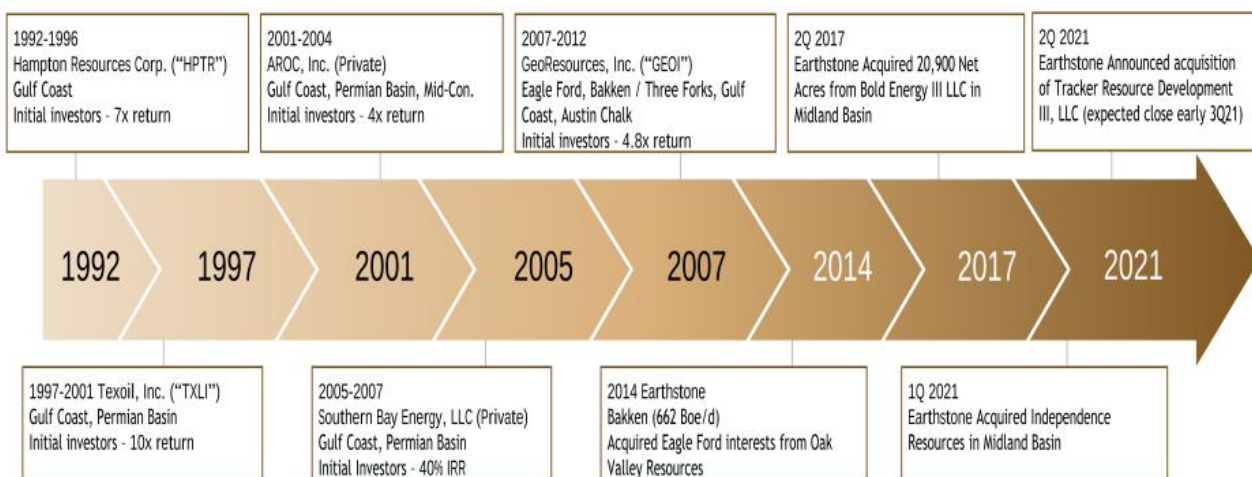 1992-1996
Hampton Resources Corp. (“HPTR”)
Gulf Coast
Initial investors - 7x return
2001-2004
AROC, Inc. (Private)
Gulf Coast, Permian Basin, Mid-Con.
Initial investors - 4x return
2007-2012
GeoResources, Inc. (“GEOI”)
Eagle Ford, Bakken / Three Forks, Gulf
Coast, Austin Chalk
Initial investors - 4.8x return
2Q 2017
Earthstone Acquired 20,900 Net
Acres from Bold Energy III LLC in
Midland Basin
2Q 2021
Earthstone Announced acquisition
of Tracker Resource Development
III, LLC (expected close early 3Q21)
1992
1997
2001
2005
2007
2014
2017
2021
1997-2001 Texoil, Inc. (“TXLI”)
Gulf Coast, Permian Basin
Initial investors - 10x return
2005-2007
Southern Bay Energy, LLC (Private)
Gulf Coast, Permian Basin
Initial Investors - 40% IRR
2014 Earthstone
Bakken (662 Boe/d)
Acquired Eagle Ford interests from Oak
Valley Resources
1Q 2021
Earthstone Acquired Independence
Resources in Midland Basin